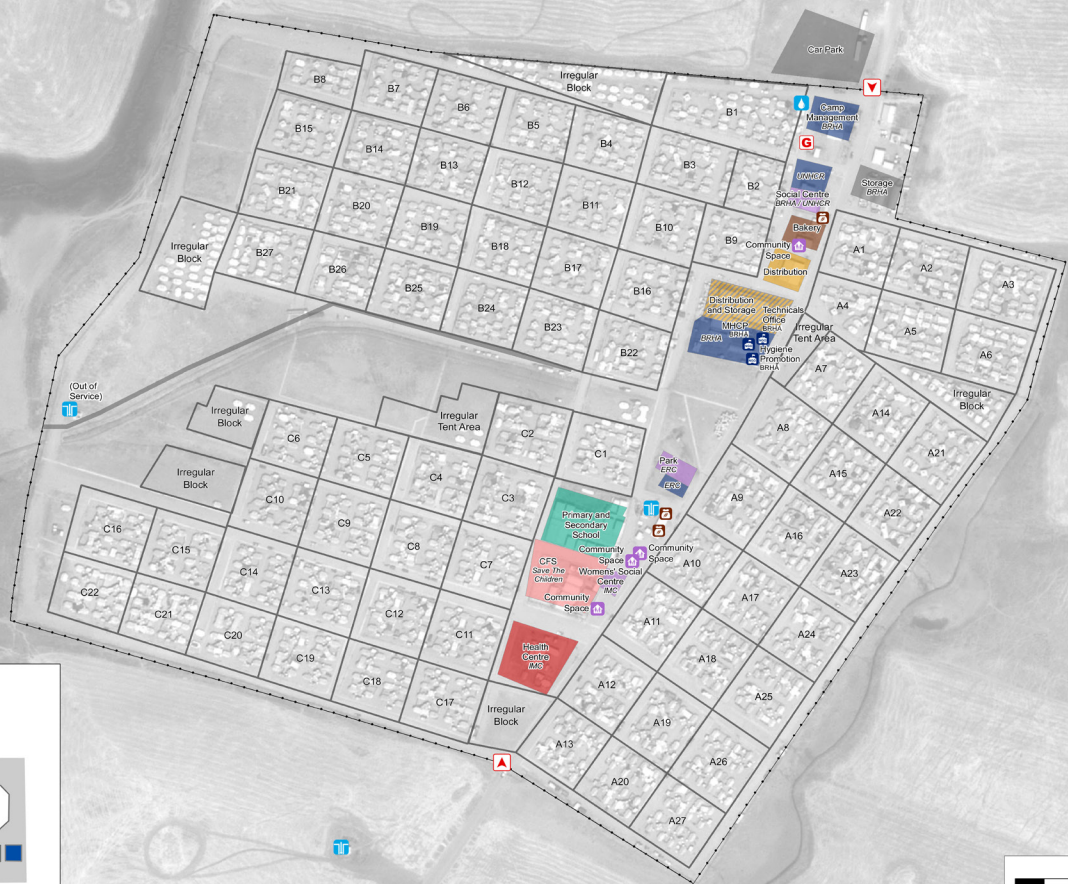 Car Park
Irregular
Block
B8
B7
B6
B5
B4
B1
Camp
Management
BRHA
G
B15
B14
B13
B12
B11
B3
B2
UNHCR
Social Centre
BRHA / UNHCR
Storage
BRHA
B21
B20
B19
B18
B17
B10
B9
Bakery
Community
Space
Distribution
Irregular
Block
B27
B26
B25
B24
B23
B16
B22
A1
A2
A3
A4
A5
A6
Distribution
and Storage
Technicals
Office
BRHA
MHCP
JRHA
BRHA
Hygiene
Promotion
BRHA
Irregular
Tent Area
A7
Irregular
Block
(Out of
Service)
Irregular
Block
Irregular
Tent Area
C6
C5
C4
C2
C1
C3
A8
A14
A21
A15
A22
Irregular
Block
C10
C9
C8
C7
Park
ERC
ERC
A9
A16
A23
Primary and
Secondary
School
C16
C15
C14
C13
C12
C11
Community
Space
Community
Space
CFS
Save The
Children
Womens' Social
Centre
IMC
Community
Space
A10
A17
A24
A11
A18
A25
C22
C21
C20
C19
C18
C17
Health
Centre
IMC
Irregular
Block
A12
A19
A26
A13
A20
A27